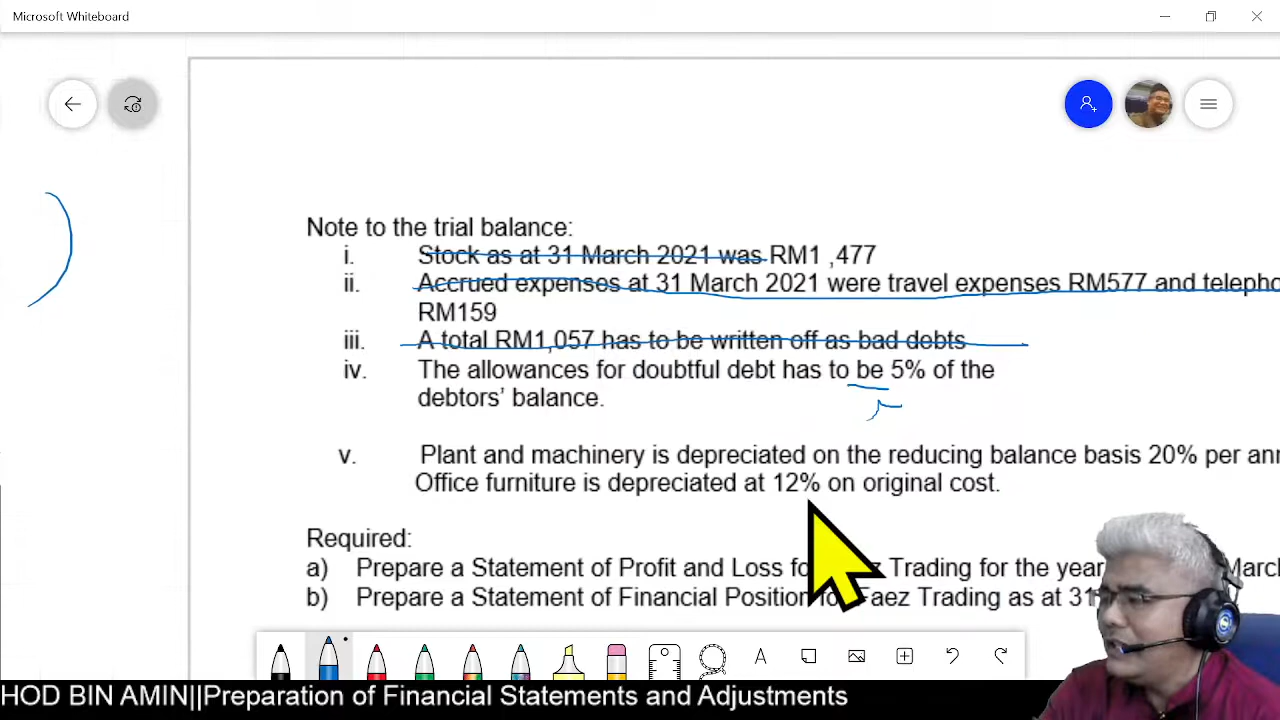 Microsoft Whiteboard
Note to the trial balance:
i. Stock as at 31 March 2021 was RM1 ,477
ii. Accrued expenses at 31 March 2021 were travel expenses RM577 and telepho
RM159
iii. A total RM1,057 has to be written off as bad debts
iv. The allowances for doubtful debt has to be 5% of the
debtors' balance.
v. Plant and machinery is depreciated on the reducing balance basis 20% per ann
Office furniture is depreciated at 12% on original cost.
Required:
a) Prepare a Statement of Profit and Loss fo Trading for the year March
b) Prepare a Statement of Financial Position fo Faez Trading as at 31
HOD BIN AMIN||Preparation of Financial Statements and Adjustments